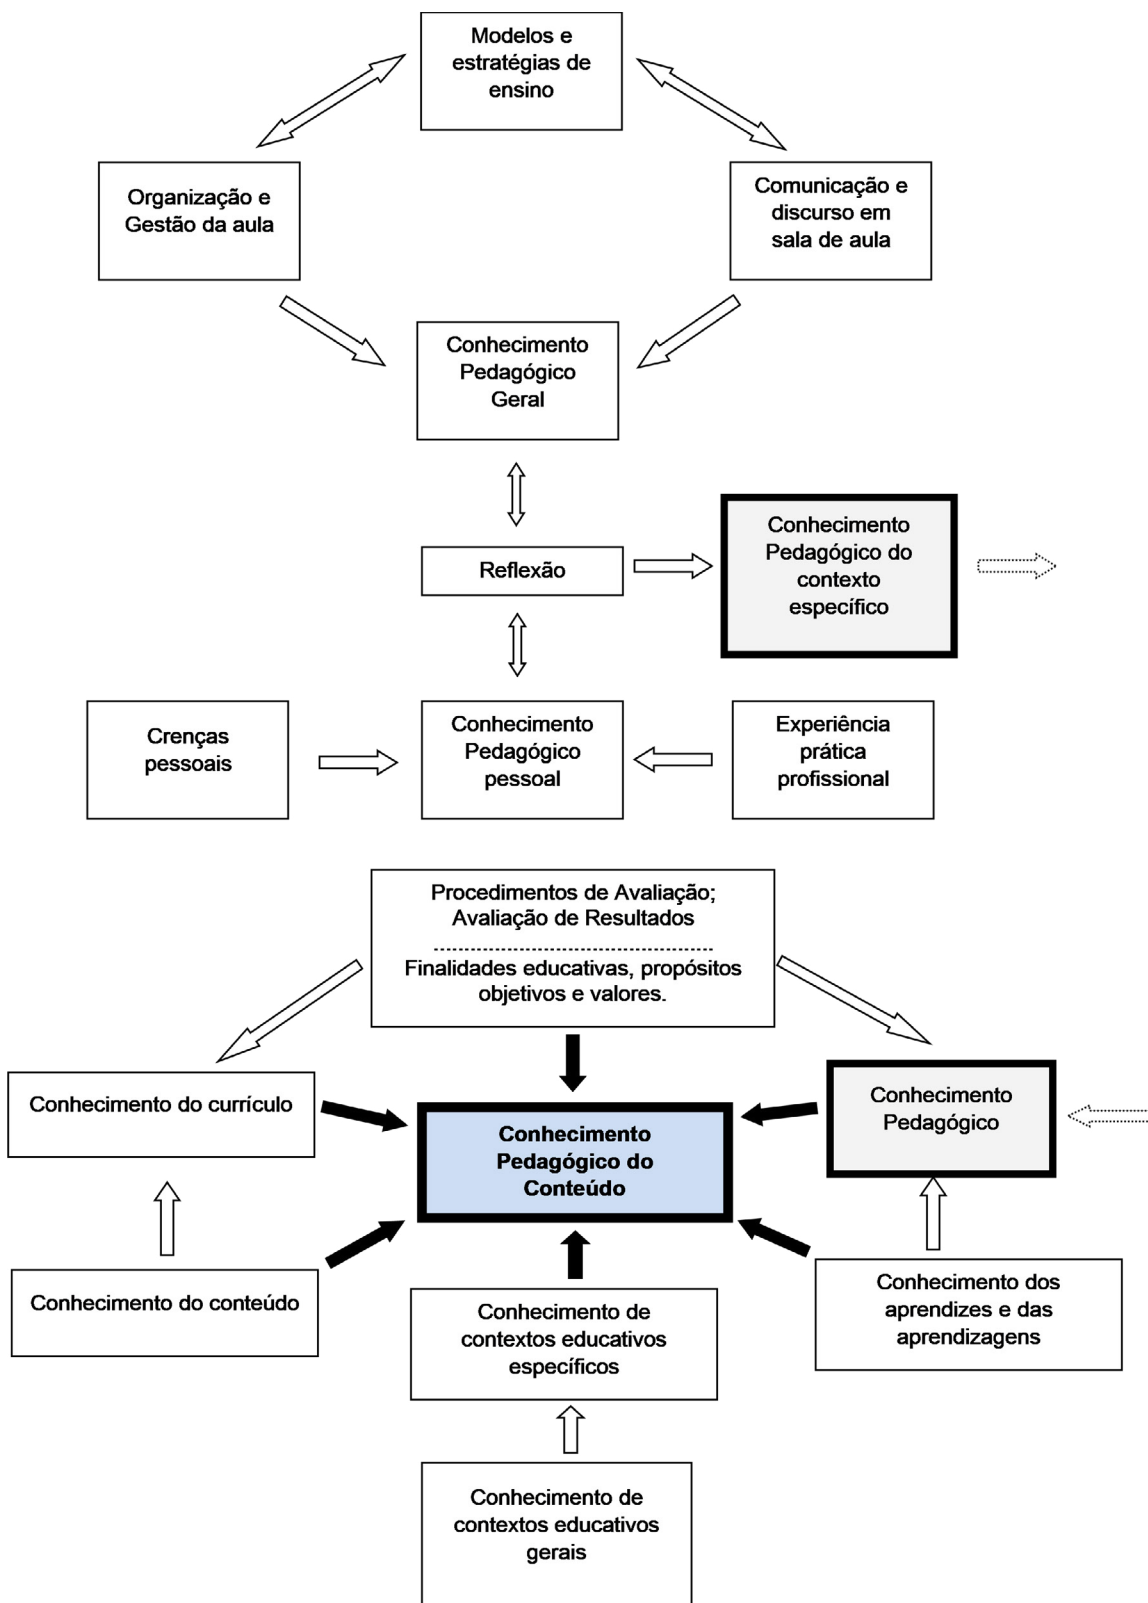 Modelos e
estratégias de
ensino
Organização e
Gestão da aula
Comunicação e
discurso em
sala de aula
Conhecimento
Pedagógico
Geral
Reflexão
Conhecimento
Pedagógico do
contexto
específico
Crenças
pessoais
Conhecimento
Pedagógico
pessoal
Experiência
prática
profissional
Procedimentos de Avaliação;
Avaliação de Resultados
Finalidades educativas, propósitos
objetivos e valores.
Conhecimento do currículo
Conhecimento
Pedagógico do
Conteúdo
Conhecimento
Pedagógico
Conhecimento do conteúdo
Conhecimento de
contextos educativos
específicos
Conhecimento dos
aprendizes e das
aprendizagens
Conhecimento de
contextos educativos
gerais